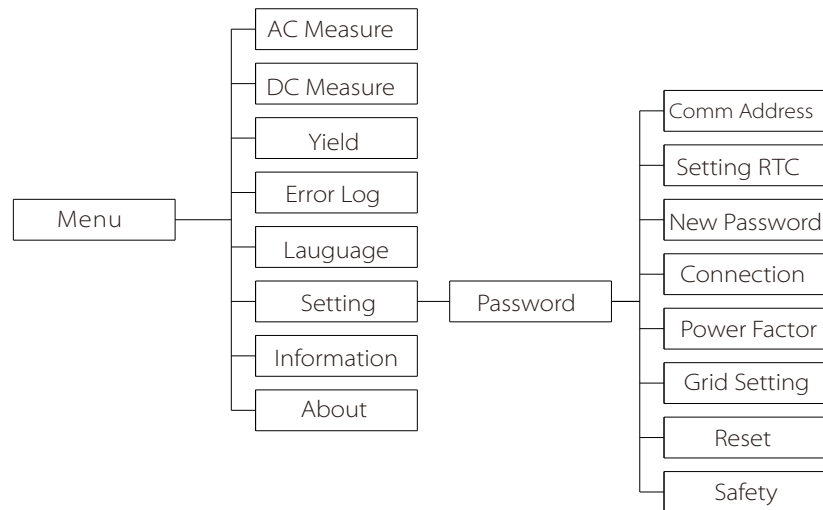 Menu
AC Measure
DC Measure
Yield
Error Log
Lauguage
Setting
Information
About
Password
Comm Address
Setting RTC
New Password
Connection
Power Factor
Grid Setting
Reset
Safety